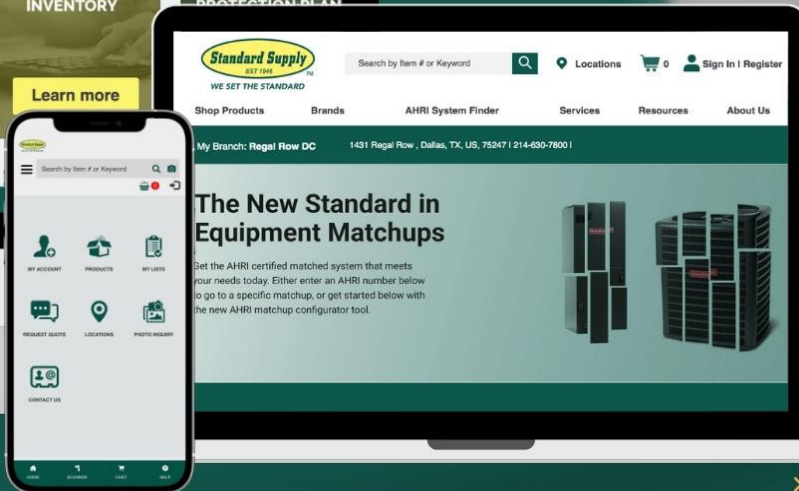 INVENTORY
PROTECTION PLAN
Learn more
Standard Supply
EST 1946
TM
WE SET THE STANDARD
Search by Item # or Keyword
Locations
0
Sign In | Register
Shop Products
Brands
AHRI System Finder
Services
Resources
About Us
My Branch: Regal Row DC
1431 Regal Row , Dallas, TX, US, 75247 | 214-630-7800 |
The New Standard in
Equipment Matchups
Get the AHRI certified matched system that meets
your needs today. Either enter an AHRI number below
to go to a specific matchup, or get started below with
the new AHRI matchup configurator tool.
Standard Supply
Search by Item # or Keyword
MY ACCOUNT
PRODUCTS
MY LISTS
REQUEST QUOTE
LOCATIONS
PHOTO INQUIRY
CONTACT US
HOME
SCANNER
CART
HELP